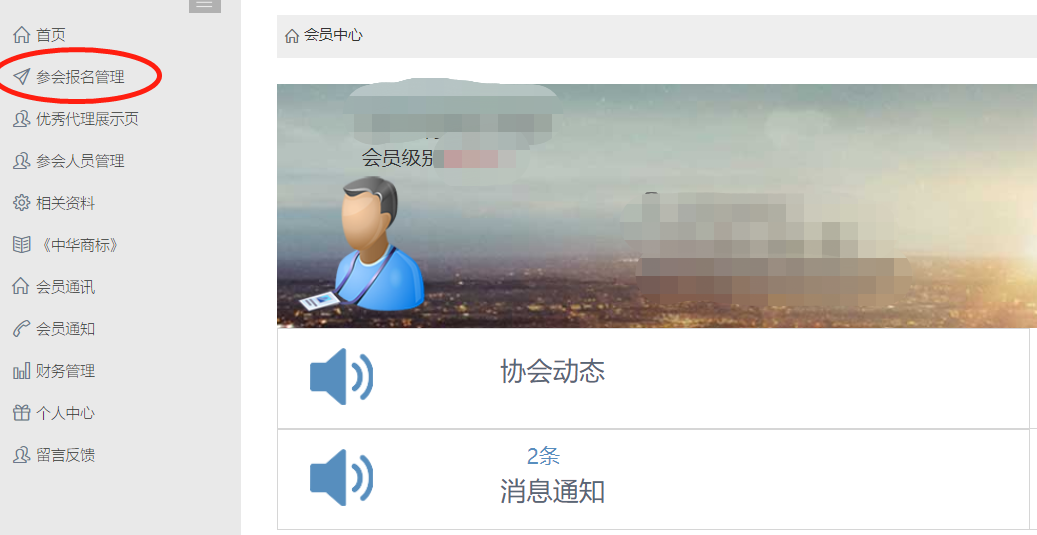 首页
参会报名管理
优秀代理展示页
参会人员管理
相关资料
《中华商标》
会员通讯
会员通知
财务管理
个人中心
留言反馈
会员中心
会员级别
协会动态
2条
消息通知